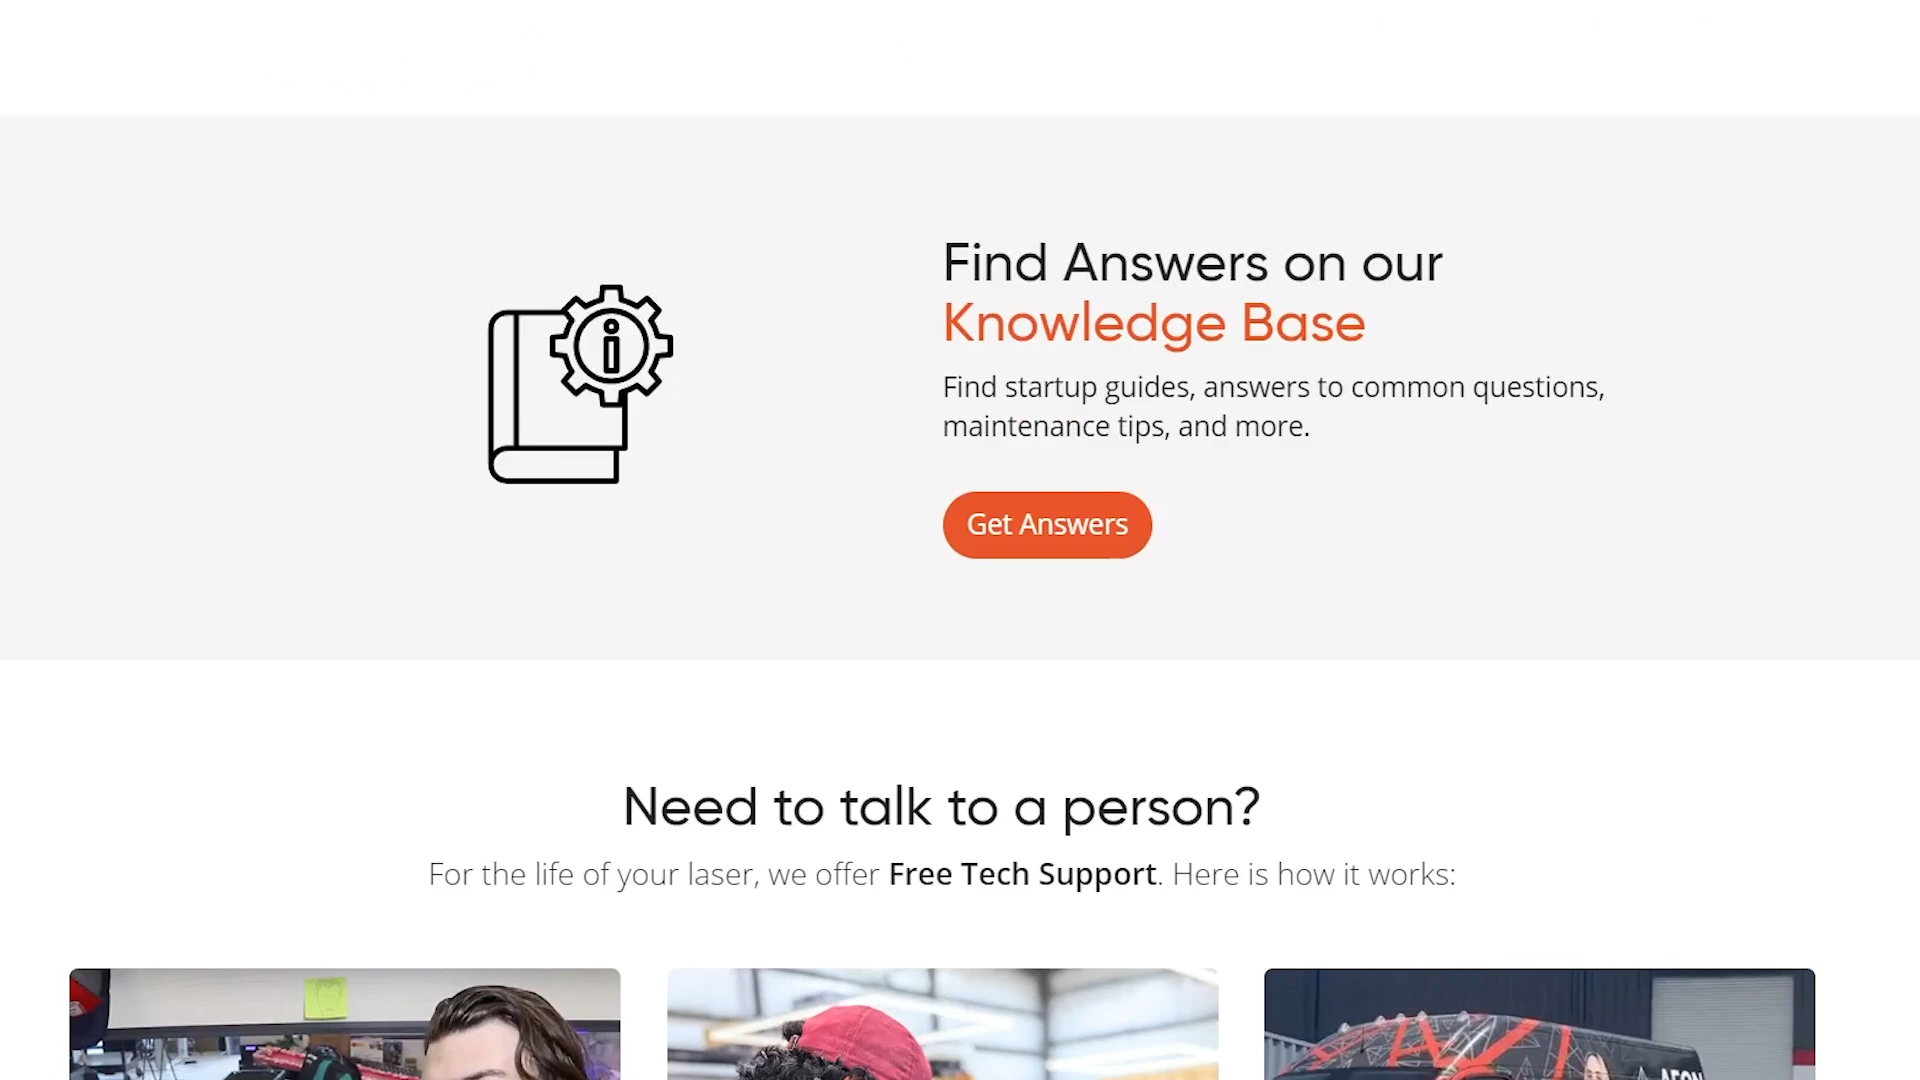 Find Answers on our
Knowledge Base
Find startup guides, answers to common questions,
maintenance tips, and more.
Get Answers
Need to talk to a person?
For the life of your laser, we offer Free Tech Support. Here is how it works:
AEON